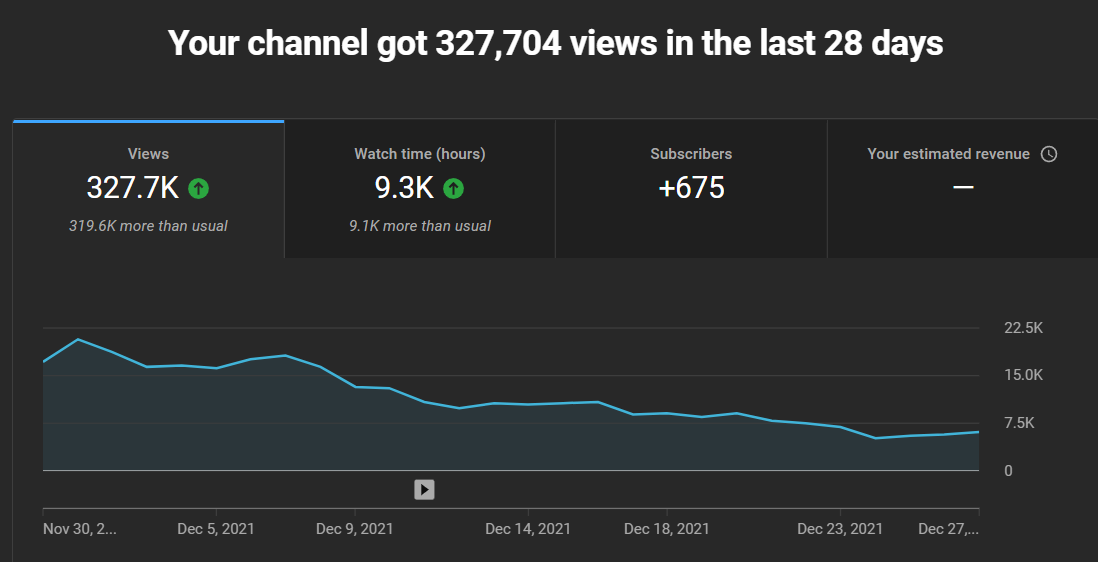 Your channel got 327,704 views in the last 28 days
Views
327.7K
319.6K more than usual
Watch time (hours)
9.3K
9.1K more than usual
Subscribers
+675
Your estimated revenue
—
22.5K
15.0K
7.5K
0
Nov 30, 2... Dec 5, 2021 Dec 9, 2021 Dec 14, 2021 Dec 18, 2021 Dec 23, 2021 Dec 27,...